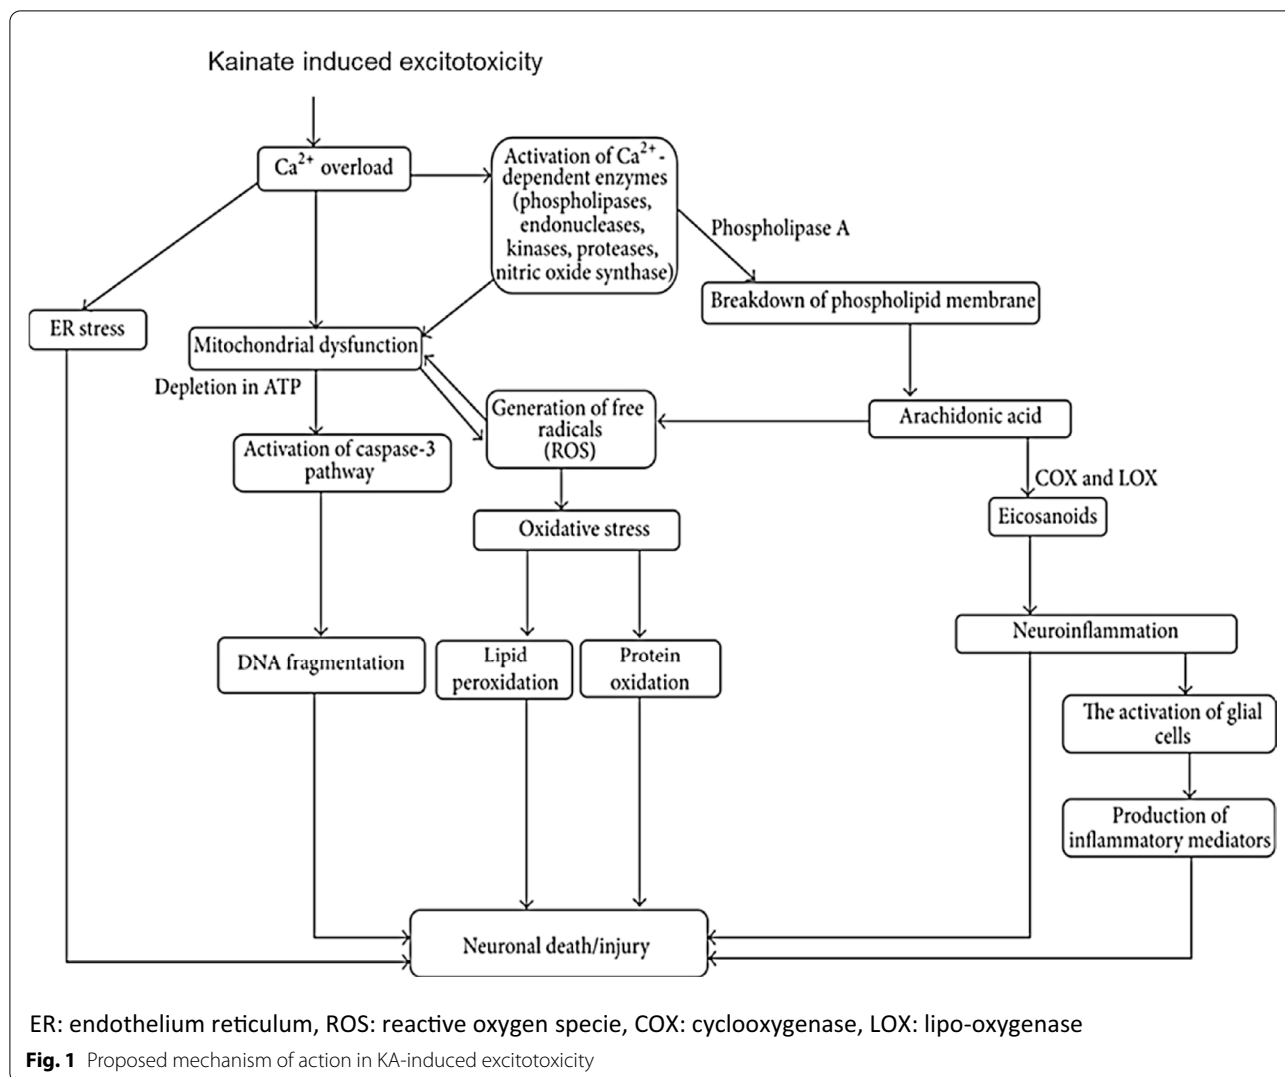 Kainate induced excitotoxicity
Ca2+ overload
Activation of Ca2+-
dependent enzymes
(phospholipases,
endonucleases,
kinases, proteases,
nitric oxide synthase)
Phospholipase A
Breakdown of phospholipid membrane
ER stress
Mitochondrial dysfunction
Depletion in ATP
Generation of free
radicals
(ROS)
Arachidonic acid
Activation of caspase-3
pathway
COX and LOX
Eicosanoids
Oxidative stress
Neuroinflammation
DNA fragmentation
Lipid
peroxidation
Protein
oxidation
The activation of glial
cells
Production of
inflammatory mediators
Neuronal death/injury
ER: endothelium reticulum, ROS: reactive oxygen specie, COX: cyclooxygenase, LOX: lipo-oxygenase
Fig. 1 Proposed mechanism of action in KA-induced excitotoxicity